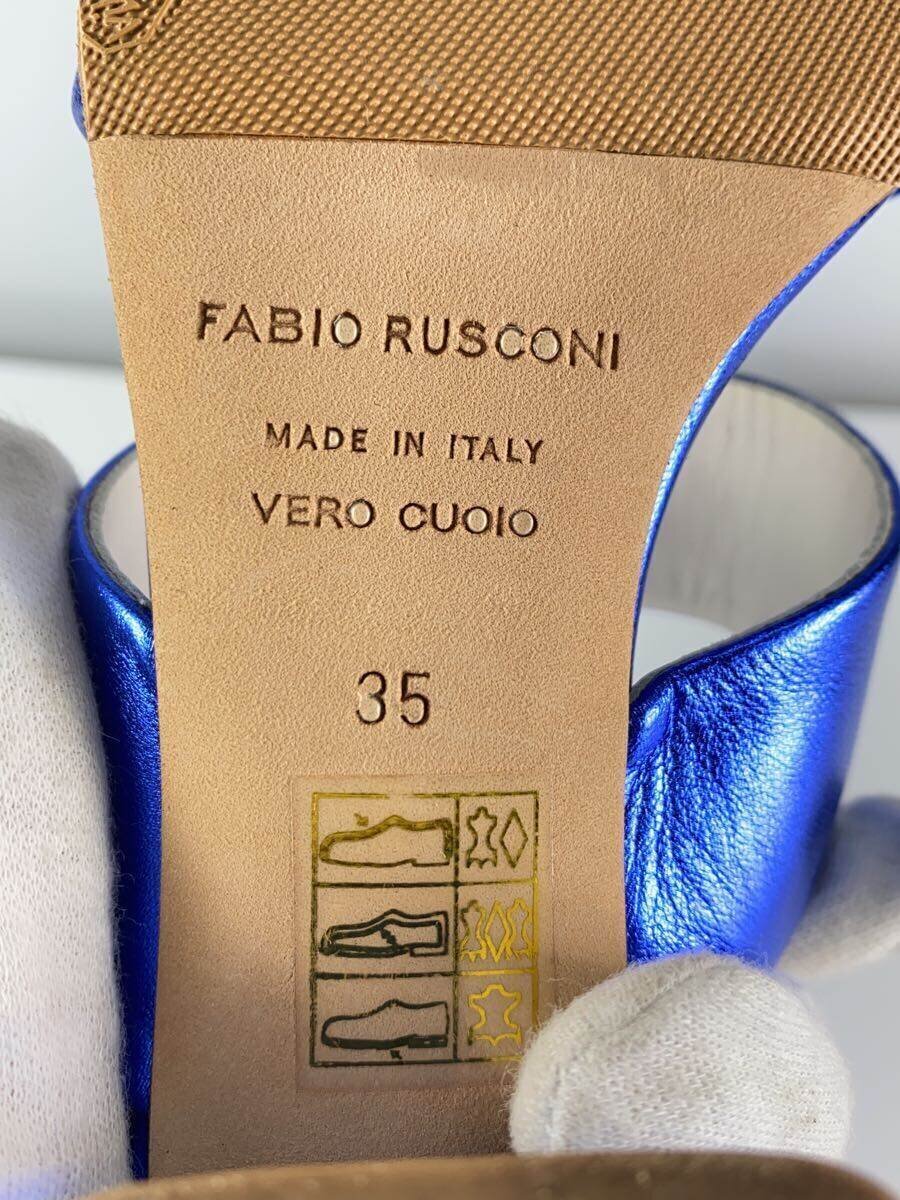 FABIO RUSCONI
MADE IN ITALY
VERO CUOIO
35